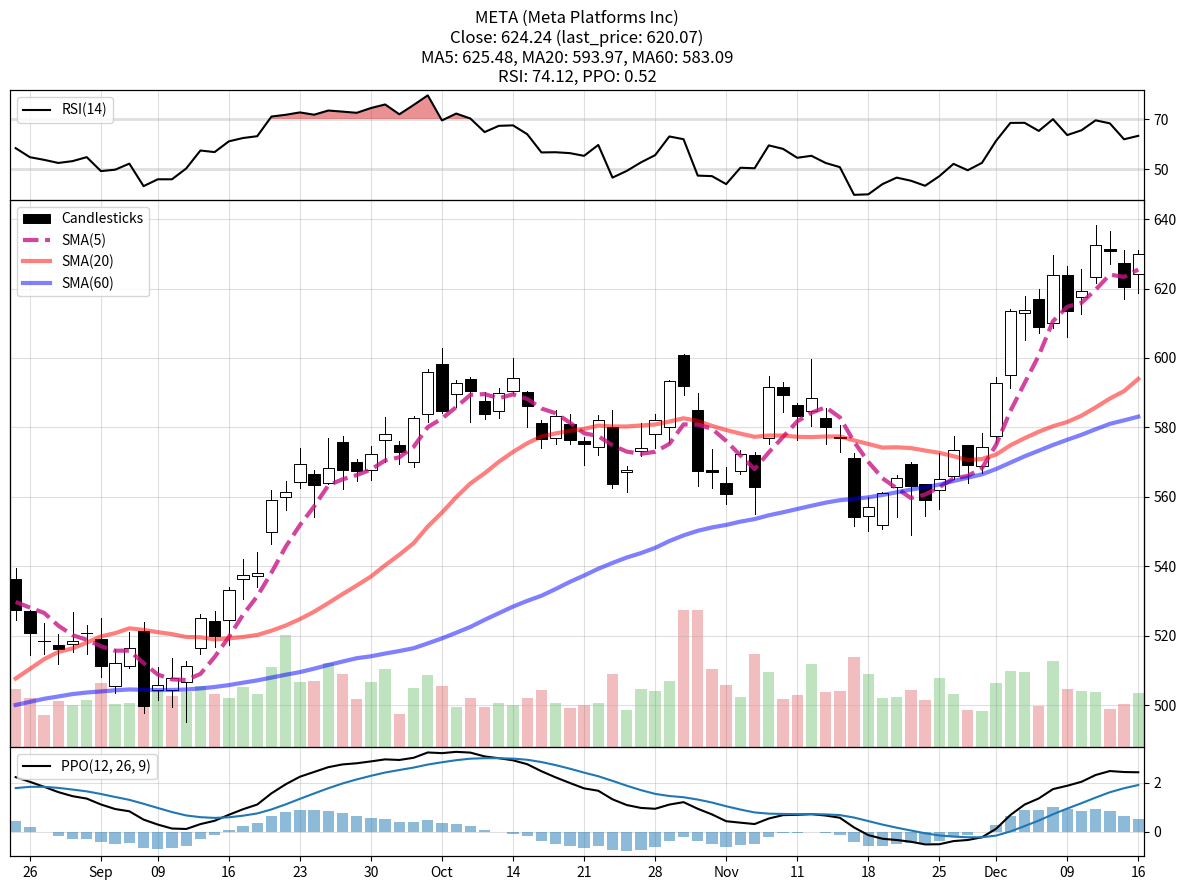 META (Meta Platforms Inc)
Close: 624.24 (last_price: 620.07)
MA5: 625.48, MA20: 593.97, MA60: 583.09
RSI: 74.12, PPO: 0.52
RSI(14)
70
50
Candlesticks
SMA(5)
SMA(20)
SMA(60)
640
620
600
580
560
540
520
500
PPO(12, 26, 9)
2
0
26 Sep 09 16 23 30 Oct 14 21 28 Nov 11 18 25 Dec 09 16